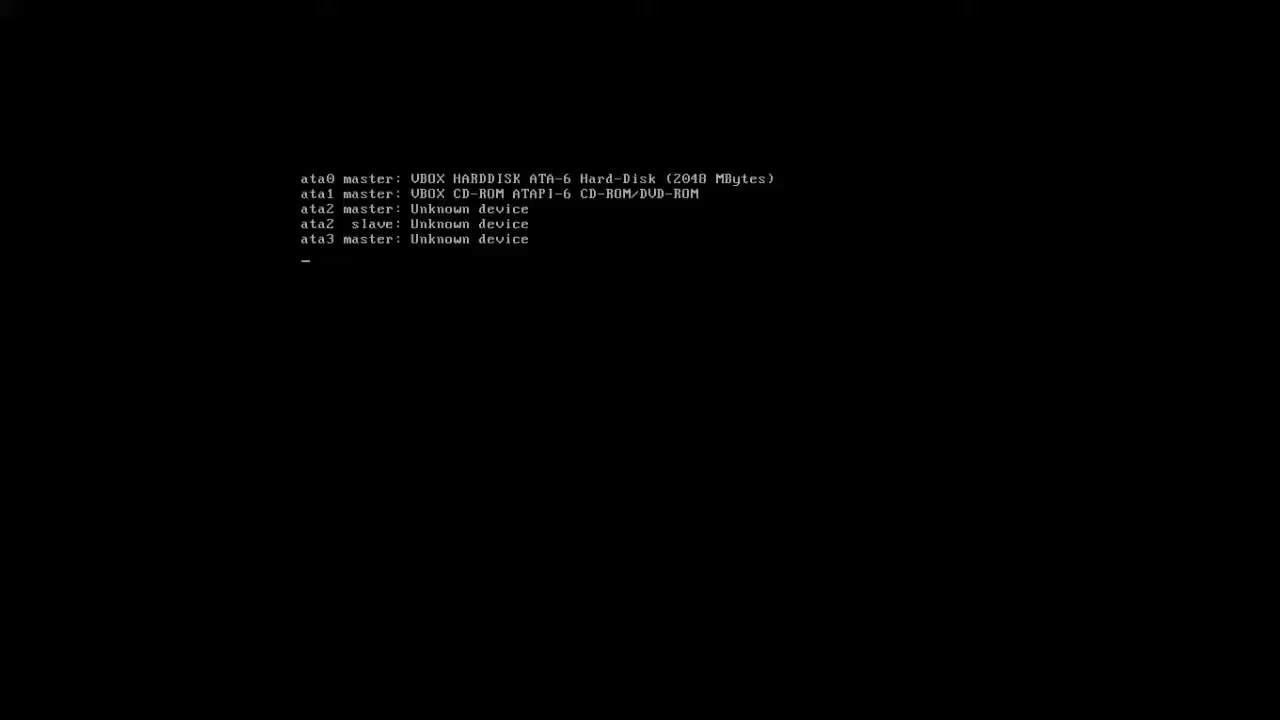 ata0 master: VBOX HARDDISK ATA-6 Hard-Disk (2048 MBytes)
ata1 master: VBOX CD-ROM ATAPI-6 CD-ROM/DVD-ROM
ata2 master: Unknown device
ata2  slave: Unknown device
ata3 master: Unknown device
_